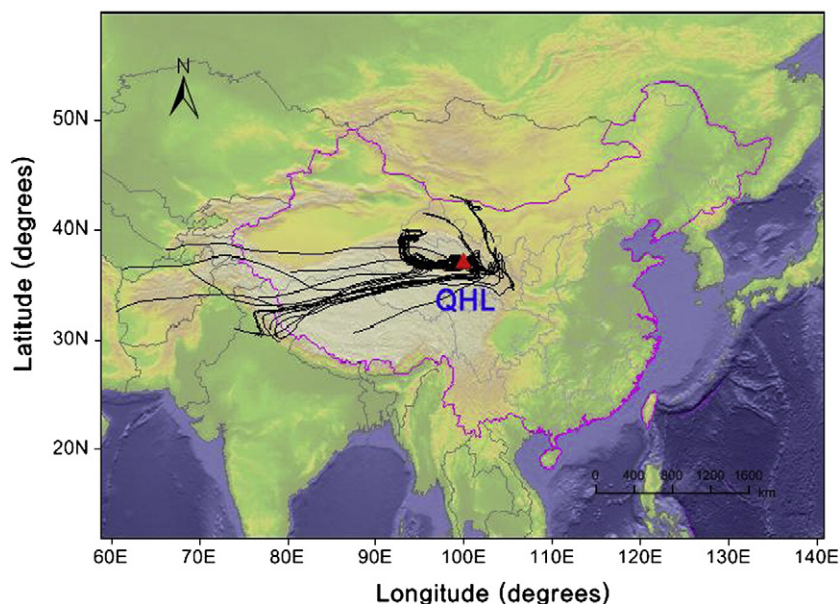 N
50N
40N
30N
20N
Latitude (degrees)
QHL
0 400 800 1200 1600
km
60E 70E 80E 90E 100E 110E 120E 130E 140E
Longitude (degrees)